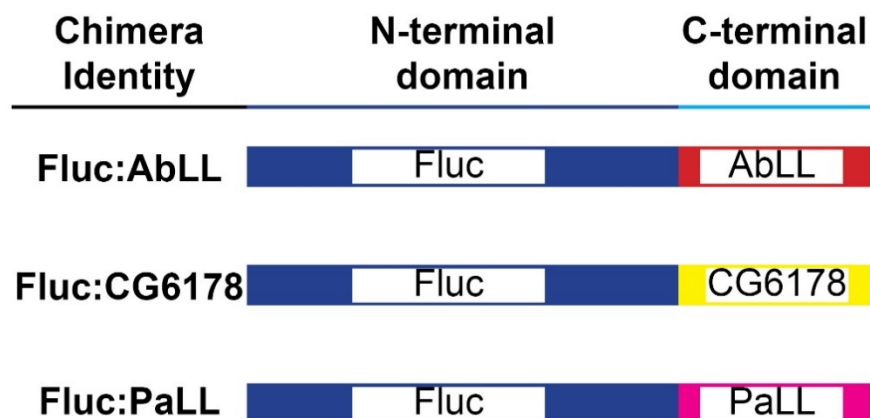 Chimera Identity
N-terminal domain
C-terminal domain
Fluc:AbLL Fluc AbLL
Fluc:CG6178 Fluc CG6178
Fluc:PaLL Fluc PaLL